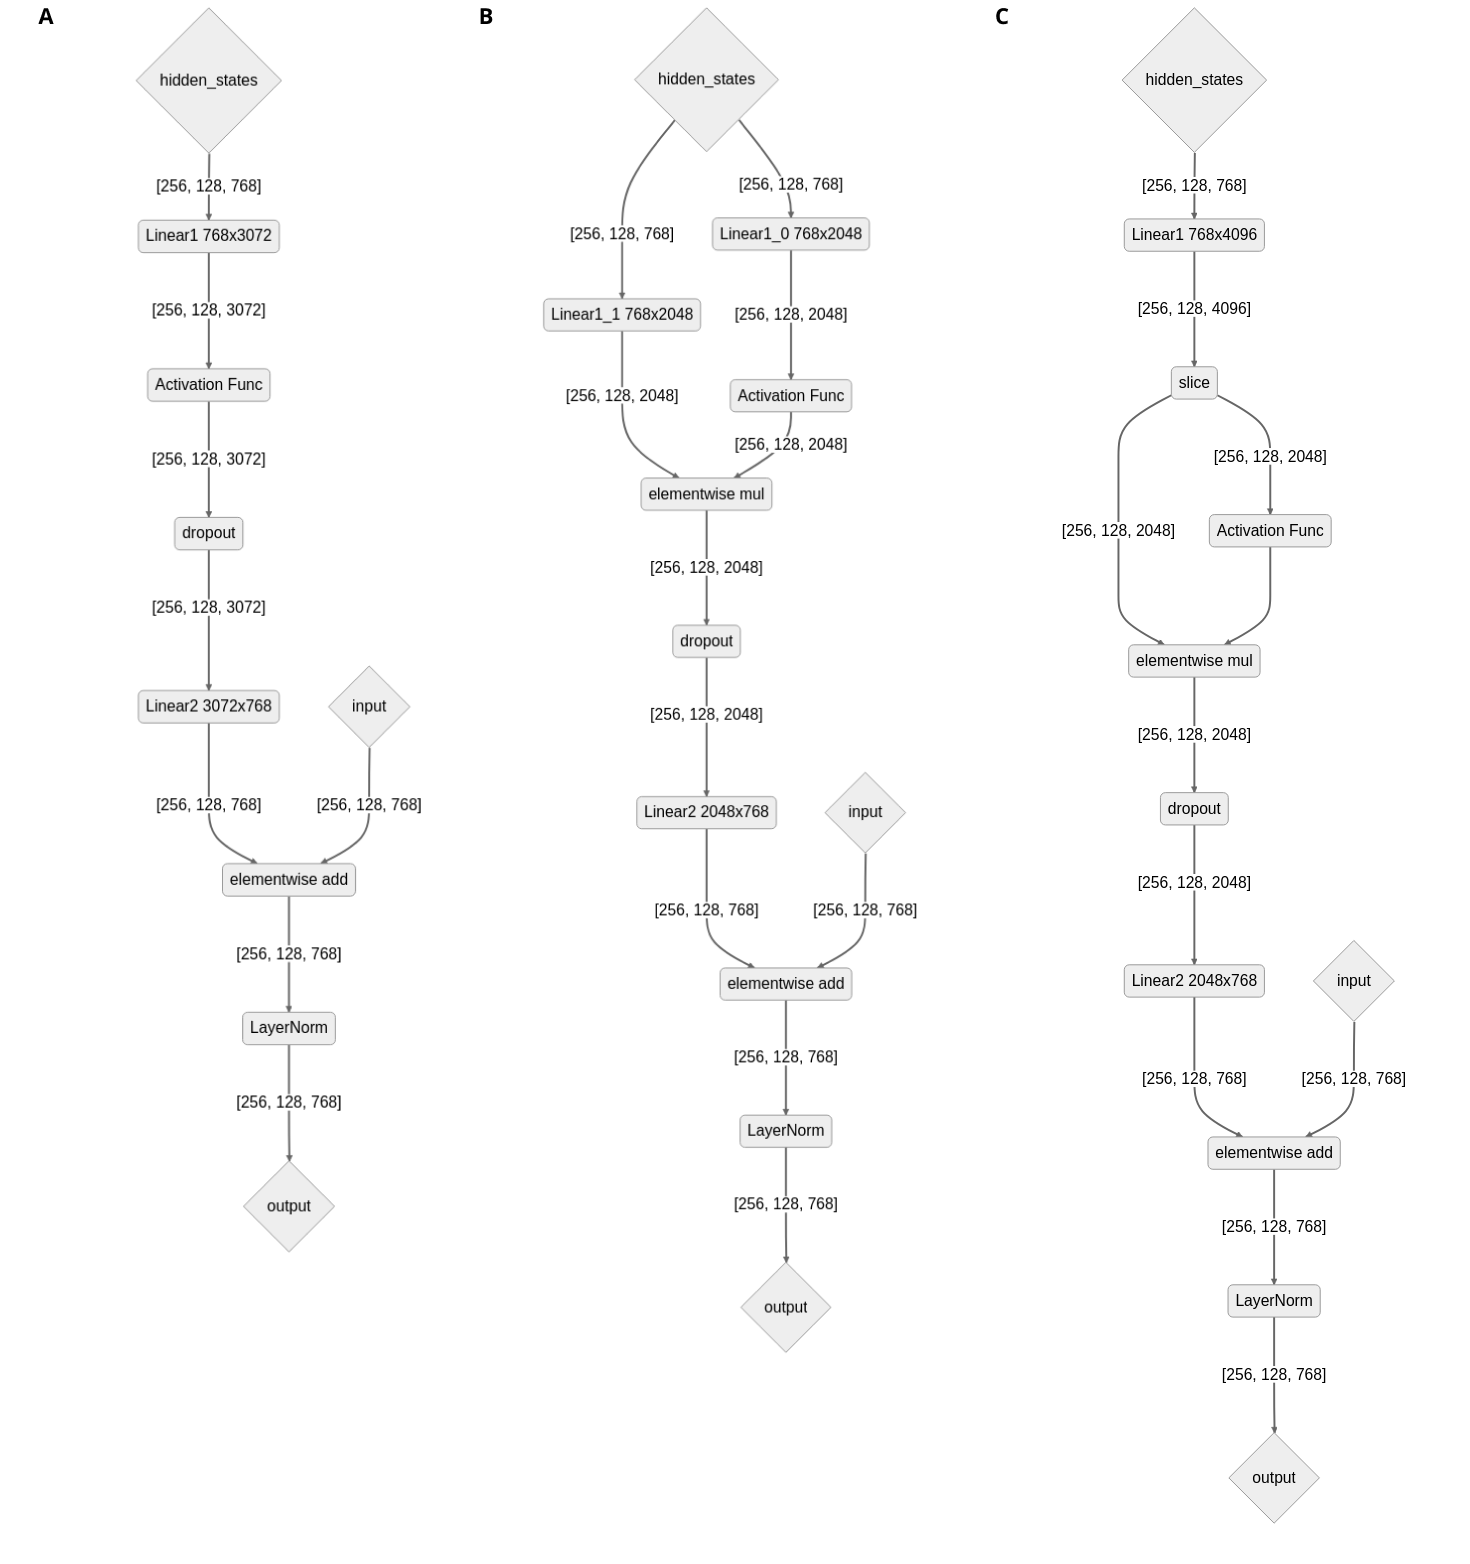 A
hidden_states
[256, 128, 768]
Linear1 768x3072
[256, 128, 3072]
Activation Func
[256, 128, 3072]
dropout
[256, 128, 3072]
Linear2 3072x768
input
[256, 128, 768]
[256, 128, 768]
elementwise add
[256, 128, 768]
LayerNorm
[256, 128, 768]
output
B
hidden_states
[256, 128, 768]
[256, 128, 768]
Linear1_0 768x2048
Linear1_1 768x2048
[256, 128, 2048]
[256, 128, 2048]
Activation Func
[256, 128, 2048]
elementwise mul
[256, 128, 2048]
dropout
[256, 128, 2048]
Linear2 2048x768
input
[256, 128, 768]
[256, 128, 768]
elementwise add
[256, 128, 768]
LayerNorm
[256, 128, 768]
output
C
hidden_states
[256, 128, 768]
Linear1 768x4096
[256, 128, 4096]
slice
[256, 128, 2048]
[256, 128, 2048]
Activation Func
elementwise mul
[256, 128, 2048]
dropout
[256, 128, 2048]
Linear2 2048x768
input
[256, 128, 768]
[256, 128, 768]
elementwise add
[256, 128, 768]
LayerNorm
[256, 128, 768]
output